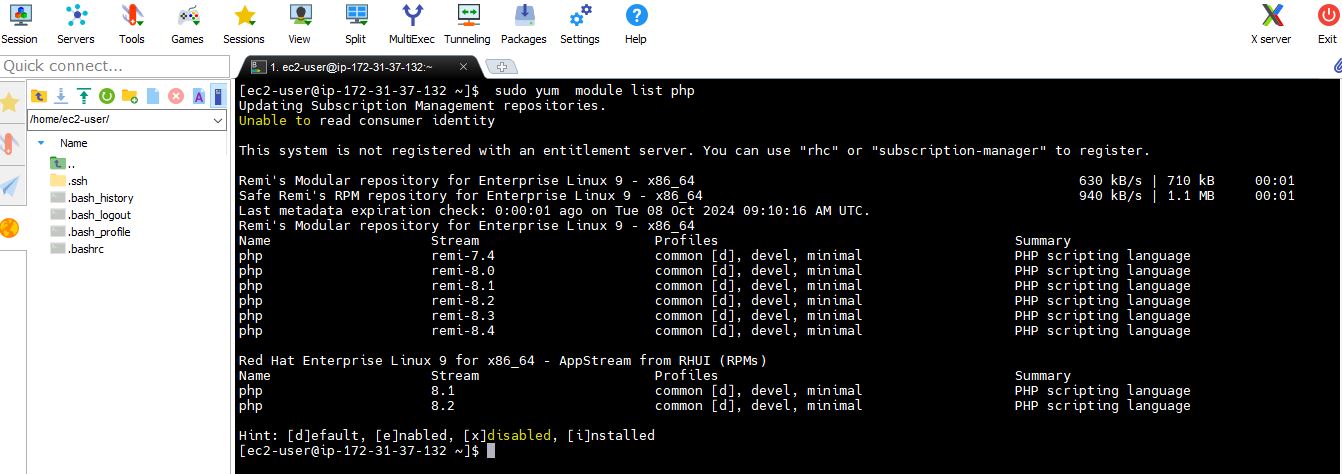 Session Servers Tools Games Sessions View Split MultiExec Tunneling Packages Settings Help X server Exit
Quick connect...
1. ec2-user@ip-172-31-37-132:~
/home/ec2-user/
Name
..
.ssh
.bash_history
.bash_logout
.bash_profile
.bashrc
[ec2-user@ip-172-31-37-132 ~]$  sudo yum  module list php
Updating Subscription Management repositories.
Unable to read consumer identity
This system is not registered with an entitlement server. You can use "rhc" or "subscription-manager" to register.
Remi's Modular repository for Enterprise Linux 9 - x86_64 630 kB/s | 710 kB 00:01
Safe Remi's RPM repository for Enterprise Linux 9 - x86_64 940 kB/s | 1.1 MB 00:01
Last metadata expiration check: 0:00:01 ago on Tue 08 Oct 2024 09:10:16 AM UTC.
Remi's Modular repository for Enterprise Linux 9 - x86_64
Name Stream Profiles Summary
php remi-7.4 common [d], devel, minimal PHP scripting language
php remi-8.0 common [d], devel, minimal PHP scripting language
php remi-8.1 common [d], devel, minimal PHP scripting language
php remi-8.2 common [d], devel, minimal PHP scripting language
php remi-8.3 common [d], devel, minimal PHP scripting language
php remi-8.4 common [d], devel, minimal PHP scripting language
Red Hat Enterprise Linux 9 for x86_64 - AppStream from RHUI (RPMs)
Name Stream Profiles Summary
php 8.1 common [d], devel, minimal PHP scripting language
php 8.2 common [d], devel, minimal PHP scripting language
Hint: [d]efault, [e]nabled, [x]disabled, [i]nstalled
[ec2-user@ip-172-31-37-132 ~]$